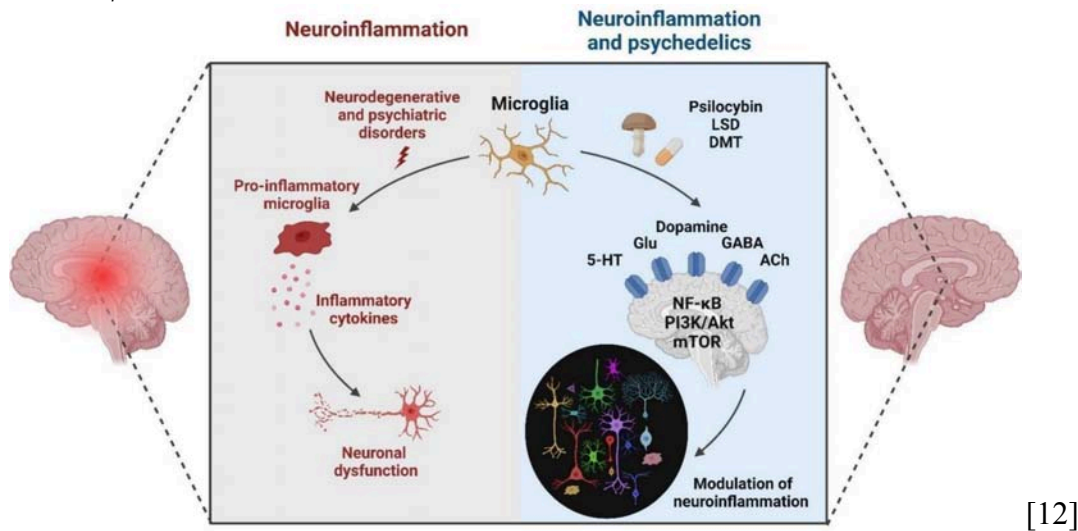 Neuroinflammation
Neuroinflammation
and psychedelics
Neurodegenerative
and psychiatric
disorders
Microglia
Psilocybin
LSD
DMT
Pro-inflammatory
microglia
Inflammatory
cytokines
Neuronal
dysfunction
5-HT
Glu
Dopamine
GABA
ACh
NF-κB
PI3K/Akt
mTOR
Modulation of
neuroinflammation
[12]